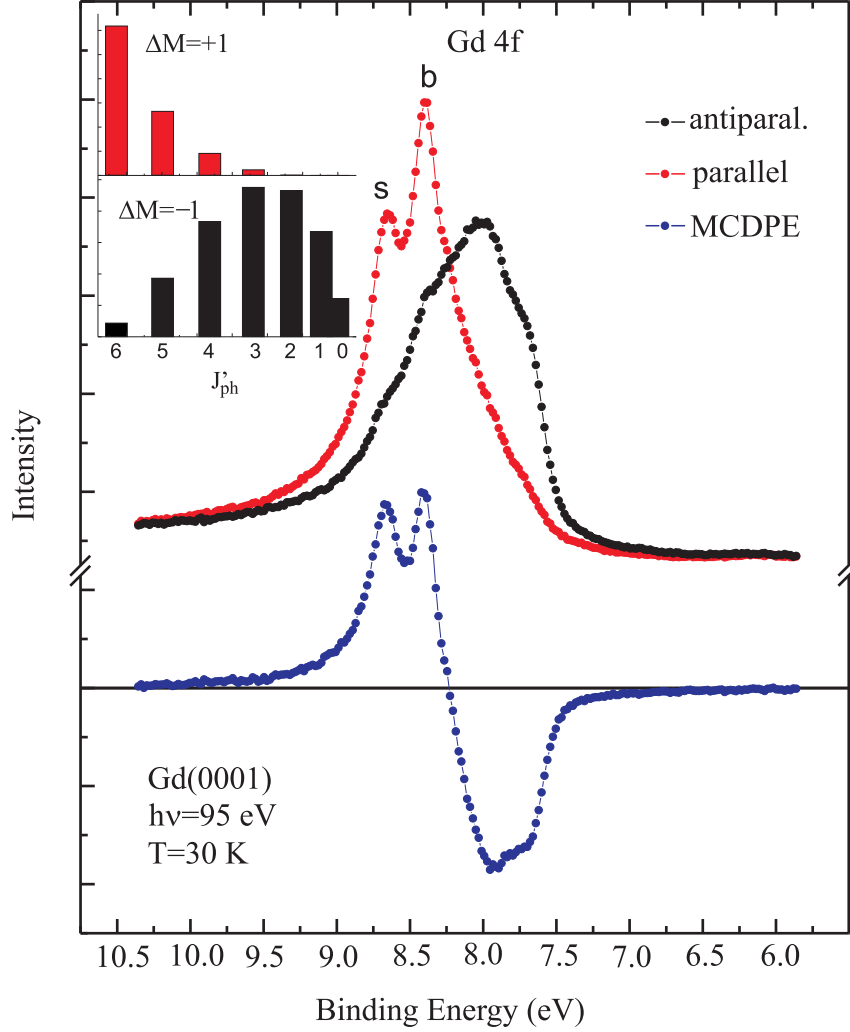 Gd 4f
ΔM=+1
b
antiparal.
parallel
s
ΔM=−1
MCDPE
6 5 4 3 2 1 0
J'ph
Intensity
Gd(0001)
hν=95 eV
T=30 K
10.5 10.0 9.5 9.0 8.5 8.0 7.5 7.0 6.5 6.0
Binding Energy (eV)